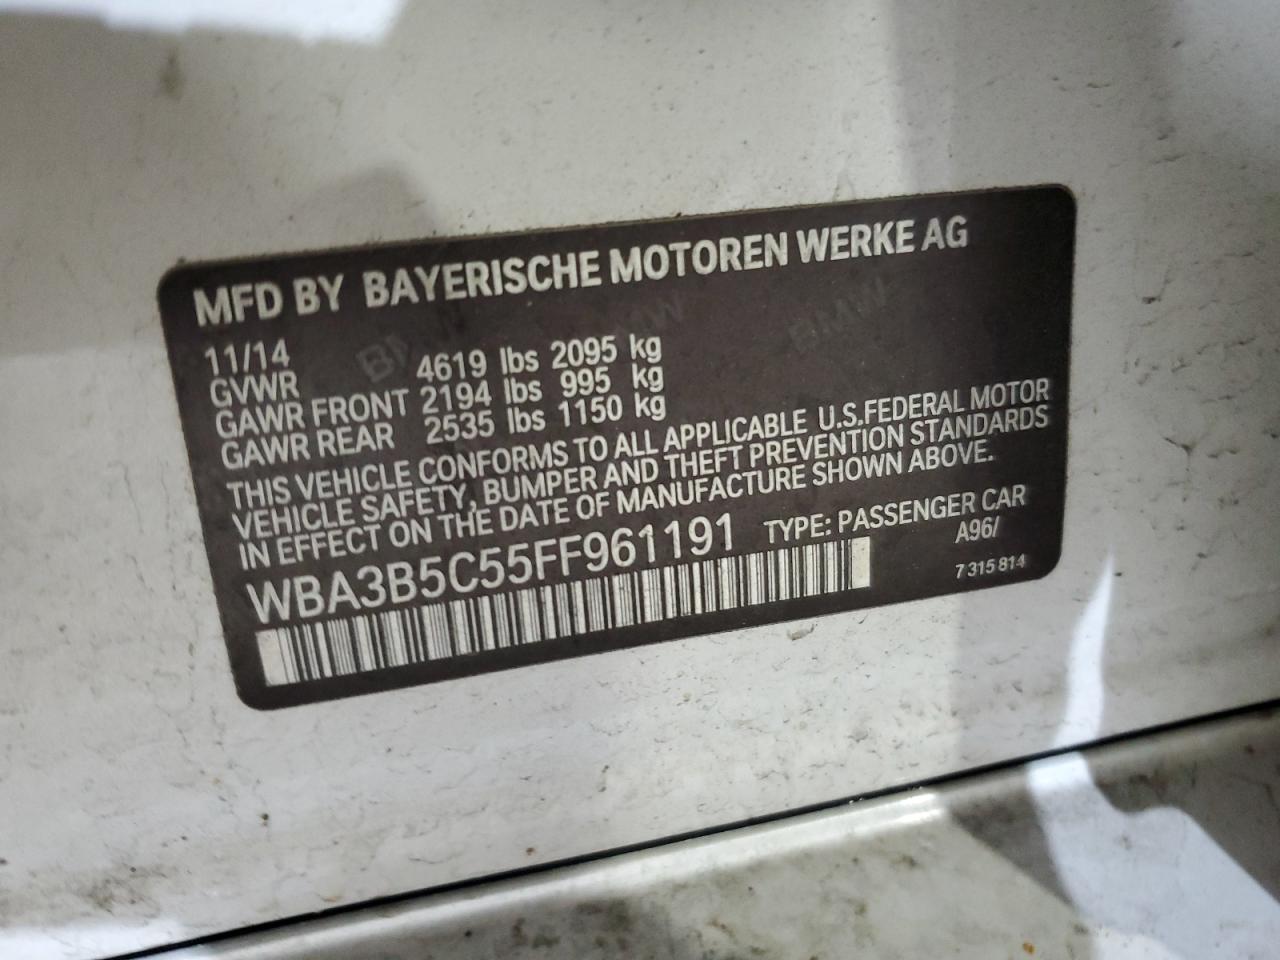 MFD BY BAYERISCHE MOTOREN WERKE AG
11/14
GVWR 4619 lbs 2095 kg
GAWR FRONT 2194 lbs 995 kg
GAWR REAR 2535 lbs 1150 kg
THIS VEHICLE CONFORMS TO ALL APPLICABLE U.S.FEDERAL MOTOR
VEHICLE SAFETY, BUMPER AND THEFT PREVENTION STANDARDS
IN EFFECT ON THE DATE OF MANUFACTURE SHOWN ABOVE.
WBA3B5C55FF961191 TYPE: PASSENGER CAR
A96/
7 315 814
BMW
BMW
BMW